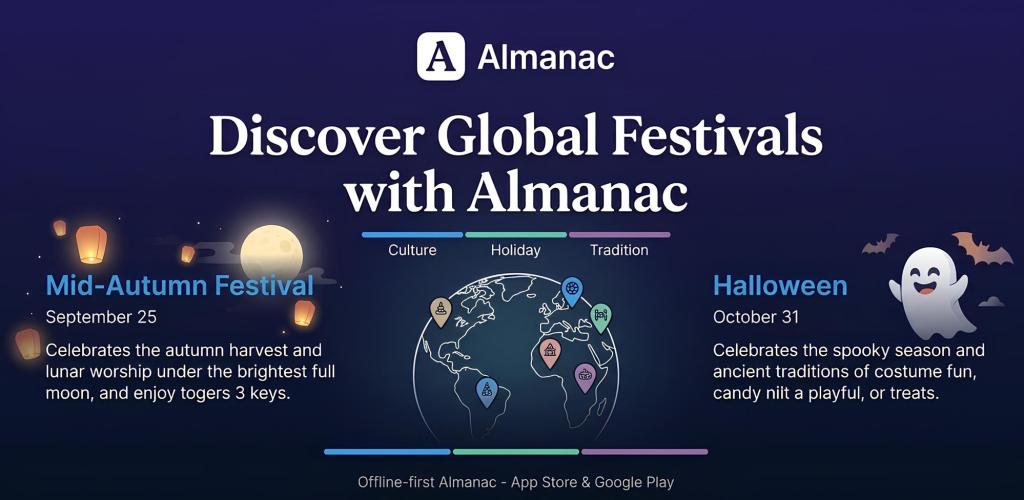 A Almanac
Discover Global Festivals
with Almanac
Culture Holiday Tradition
Mid-Autumn Festival
September 25
Celebrates the autumn harvest and
lunar worship under the brightest full
moon, and enjoy togers 3 keys.
Halloween
October 31
Celebrates the spooky season and
ancient traditions of costume fun,
candy nilt a playful, or treats.
Offline-first Almanac - App Store & Google Play